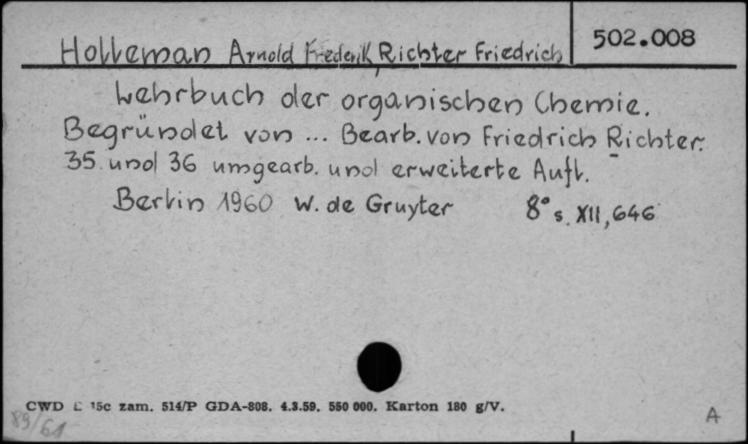 Holleman Arnold Frederik, Richter Friedrich
502.008
Lehrbuch der organischen Chemie.
Begründet von ... Bearb. von Friedrich Richter.
35. und 36 umgearb. und erweiterte Aufl.
Berlin 1960 W. de Gruyter 8° s. XII, 646
CWD 15c zam. 514/P GDA-808. 4.3.59. 550 000. Karton 180 g/V.
89/61
A